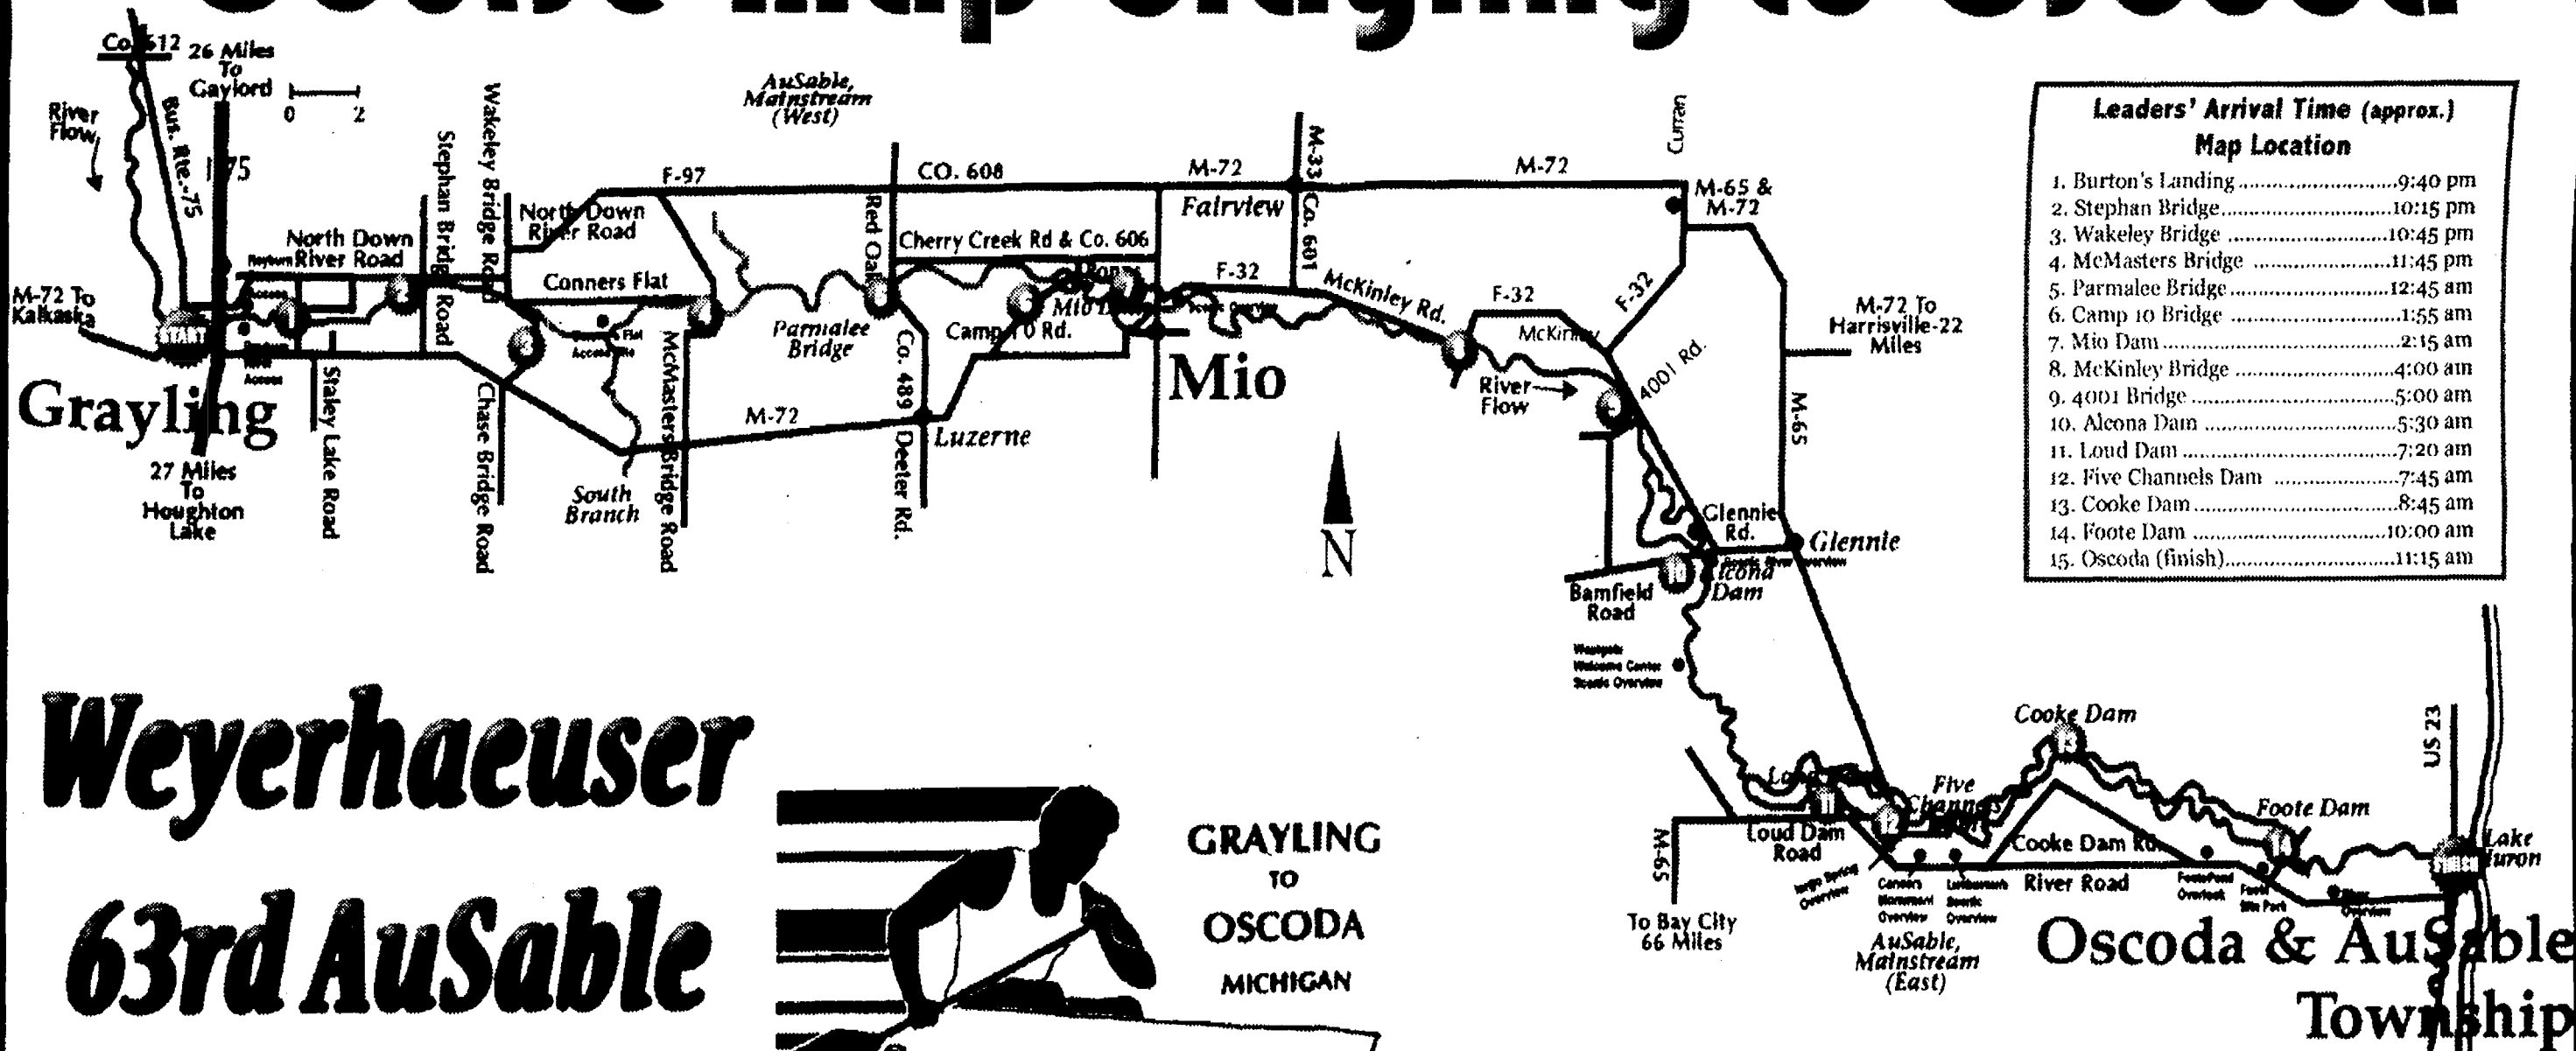 Co. 612
26 Miles
To
Gaylord
0 2
River
Flow
Bus. Rte.-75
I 75
AuSable,
Mainstream
(West)
Stephan Bridge Road
Wakeley Bridge Road
North Down
River Road
North Down
River Road
F-97
CO. 608
M-72
M-33
M-72
Curran
M-65 &
M-72
Fairview
Co. 601
Red Oak
Cherry Creek Rd & Co. 606
Conners Flat
F-32
McKinley Rd.
F-32
McKinley
F-32
4001 Rd.
M-72 To
Kalkaska
START
Grayling
Access
27 Miles
To
Houghton
Lake
Staley Lake Road
Chase Bridge Road
South
Branch
McMasters Bridge Road
M-72
Parmalee
Bridge
Camp 10 Rd.
Co. 489
Deeter Rd.
Luzerne
Mio
River
Flow
N
M-72 To
Harrisville-22
Miles
M-65
Glennie
Rd.
Glennie
Alcona
Dam
Bamfield
Road
Welcome Center
Scenic Overview
Leaders' Arrival Time (approx.)
Map Location
1. Burton's Landing..........................9:40 pm
2. Stephan Bridge............................10:15 pm
3. Wakeley Bridge ..........................10:45 pm
4. McMasters Bridge ......................11:45 pm
5. Parmalee Bridge..........................12:45 am
6. Camp 10 Bridge ..........................1:55 am
7. Mio Dam.......................................2:15 am
8. McKinley Bridge ..........................4:00 am
9. 4001 Bridge..................................5:00 am
10. Alcona Dam ...............................5:30 am
11. Loud Dam...................................7:20 am
12. Five Channels Dam ....................7:45 am
13. Cooke Dam.................................8:45 am
14. Foote Dam ................................10:00 am
15. Oscoda (finish)............................11:15 am
Cooke Dam
Five
Channels
Foote Dam
US 23
Lake
Huron
Loud Dam
Road
M-65
Cooke Dam Rd.
River Road
To Bay City
66 Miles
AuSable,
Mainstream
(East)
Oscoda & AuSable
Township
Weyerhaeuser
63rd AuSable
GRAYLING
TO
OSCODA
MICHIGAN